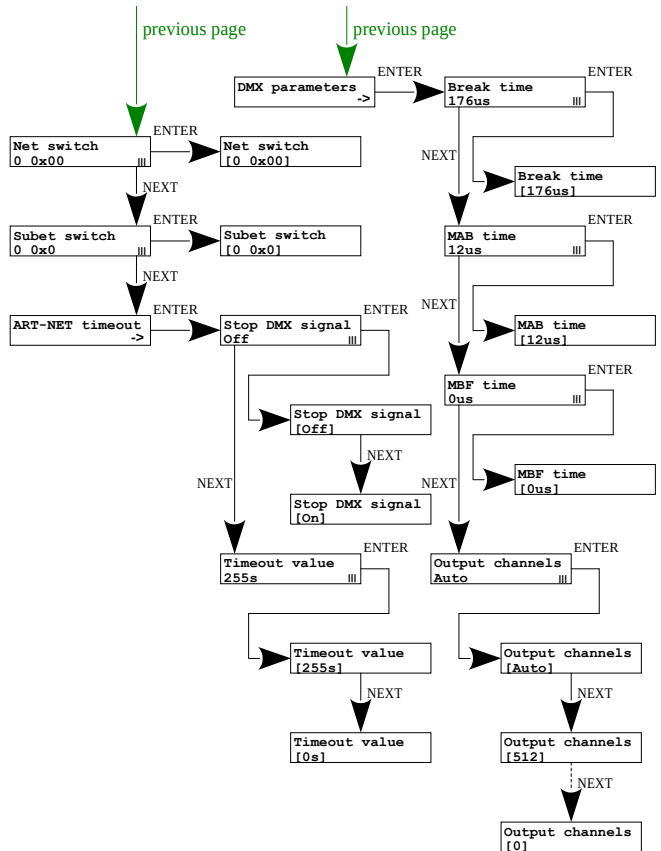 previous page
previous page
DMX parameters
->
ENTER
Break time
176us
ENTER
Net switch
0 0x00
ENTER
Net switch
[0 0x00]
NEXT
NEXT
Break time
[176us]
Subet switch
0 0x0
ENTER
Subet switch
[0 0x0]
MAB time
12us
ENTER
NEXT
ART-NET timeout
->
ENTER
Stop DMX signal
Off
ENTER
NEXT
MAB time
[12us]
MBF time
0us
ENTER
Stop DMX signal
[Off]
NEXT
NEXT
MBF time
[0us]
NEXT
Stop DMX signal
[On]
Timeout value
255s
ENTER
Output channels
Auto
ENTER
Timeout value
[255s]
Output channels
[Auto]
NEXT
NEXT
Timeout value
[0s]
Output channels
[512]
NEXT
Output channels
[0]